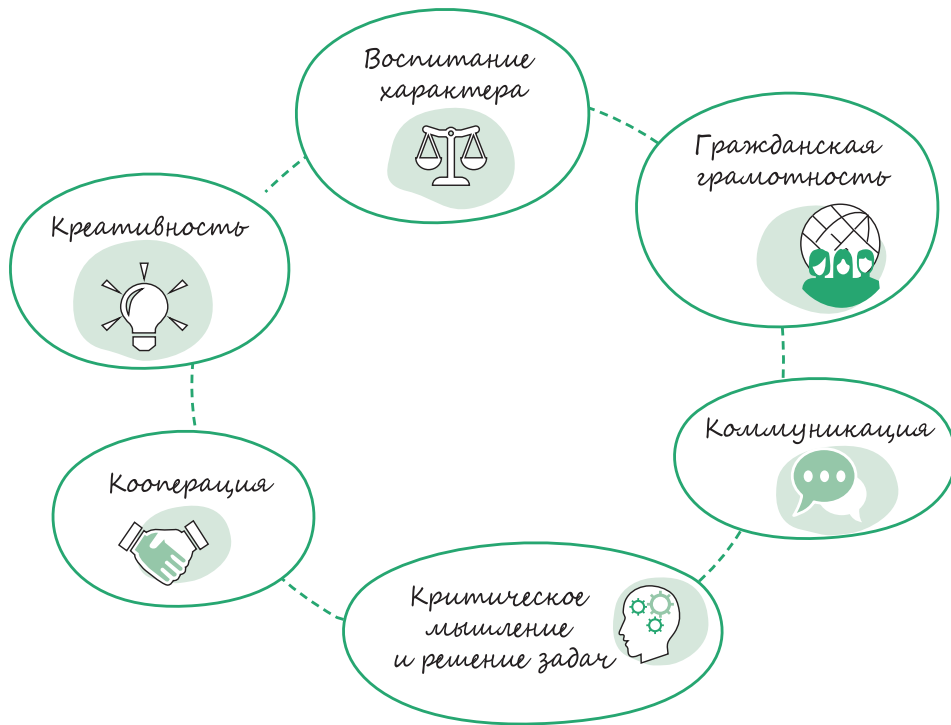 Воспитание
характера
Гражданская
грамотность
Креативность
Коммуникация
Кооперация
Критическое
мышление
и решение задач